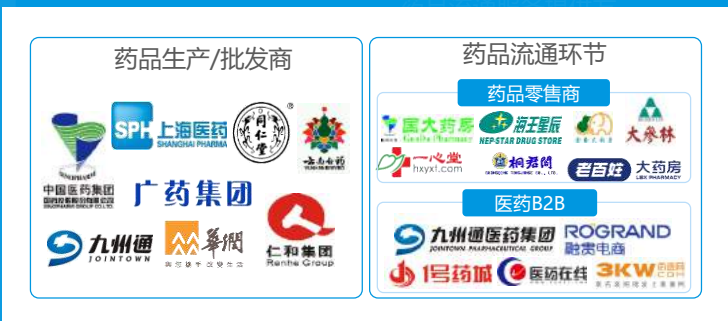 药品生产/批发商
SPH 上海医药
SHANGHAI PHARMA
同仁堂
云南白药
中国医药集团
广药集团
九州通
JOINTOWN
华润
仁和集团
Renhe Group
药品流通环节
药品零售商
国大药房
GuoDa Pharmacy
海王星辰
NEPSTAR DRUG STORE
大参林
一心堂
hxyxt.com
桐君阁
老百姓 大药房
LBX PHARMACY
医药B2B
九州通医药集团
JOINTOWN PHARMACEUTICAL GROUP
ROGRAND
融贯电商
1号药城
医药在线
3KW